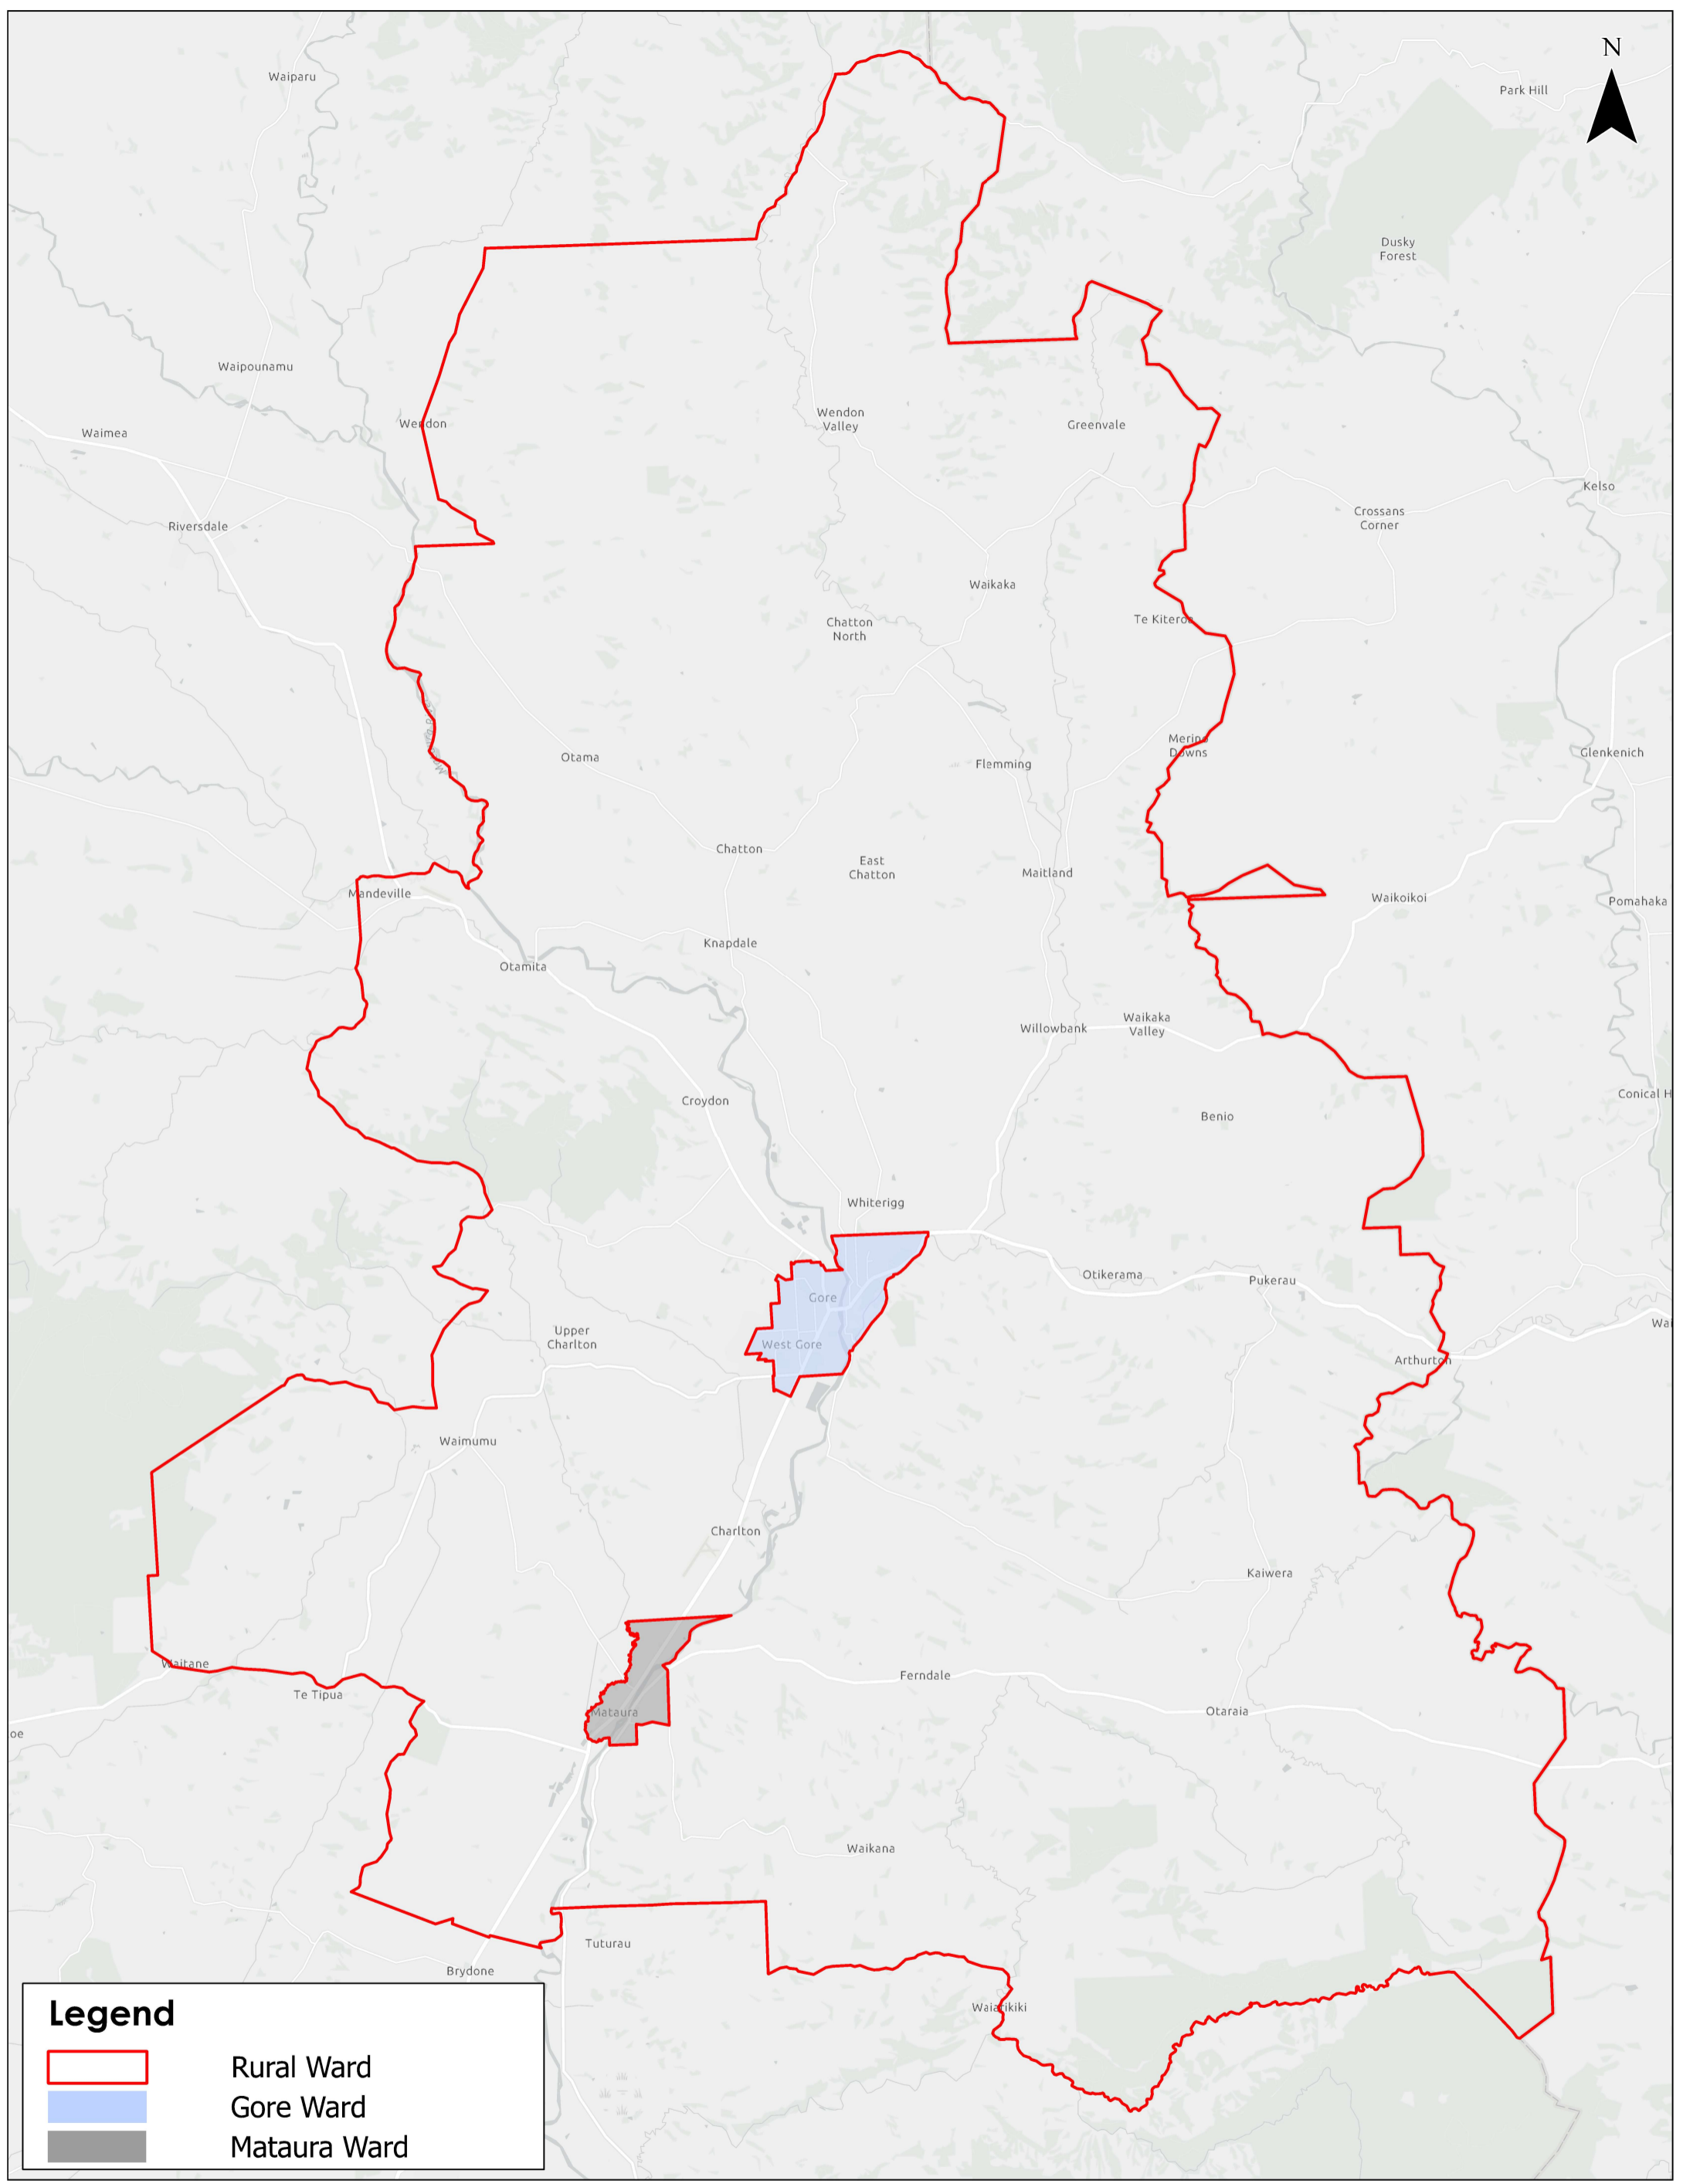 N
Waiparu
Park Hill
Dusky
Forest
Waipounamu
Wendon
Valley
Wendon
Greenvale
Waimea
Kelso
Crossans
Corner
Riversdale
Waikaka
Te Kiteroa
Chatton
North
Merino
Downs
Glenkenich
Otama
Flemming
Chatton
East
Chatton
Maitland
Mandeville
Waikoikoi
Pomahaka
Knapdale
Otamita
Waikaka
Valley
Willowbank
Conical H
Croydon
Benio
Whiterigg
Otikerama
Pukerau
Gore
Wai
Upper
Charlton
West Gore
Arthurton
Waimumu
Charlton
Kaiwera
Waitane
Ferndale
Te Tipua
Otaraia
Mataura
oe
Waikana
Tuturau
Brydone
Waiarikiki
Legend
Rural Ward
Gore Ward
Mataura Ward